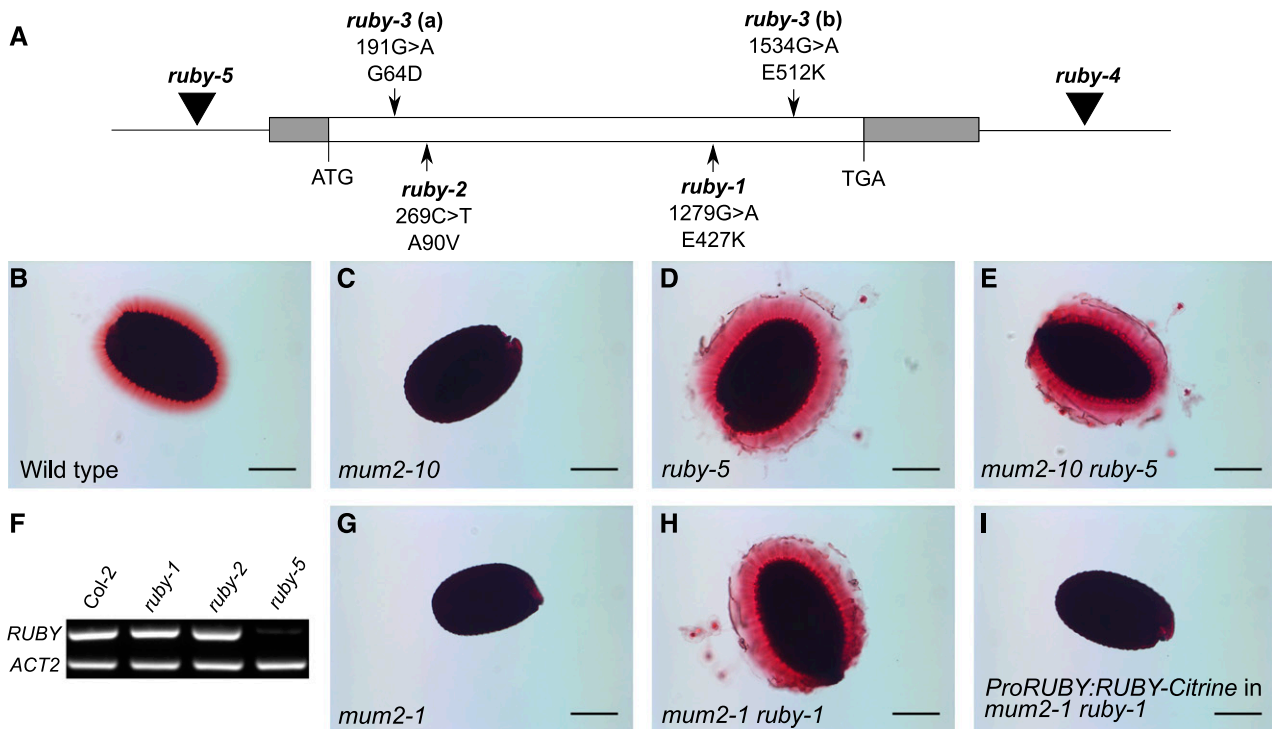 A
ruby-3 (a)
191G>A
G64D
ruby-3 (b)
1534G>A
E512K
ruby-5
ruby-4
ATG
TGA
ruby-2
269C>T
A90V
ruby-1
1279G>A
E427K
B
Wild type
C
mum2-10
D
ruby-5
E
mum2-10 ruby-5
F
Col-2
ruby-1
ruby-2
ruby-5
RUBY
ACT2
G
mum2-1
H
mum2-1 ruby-1
I
ProRUBY:RUBY-Citrine in
mum2-1 ruby-1